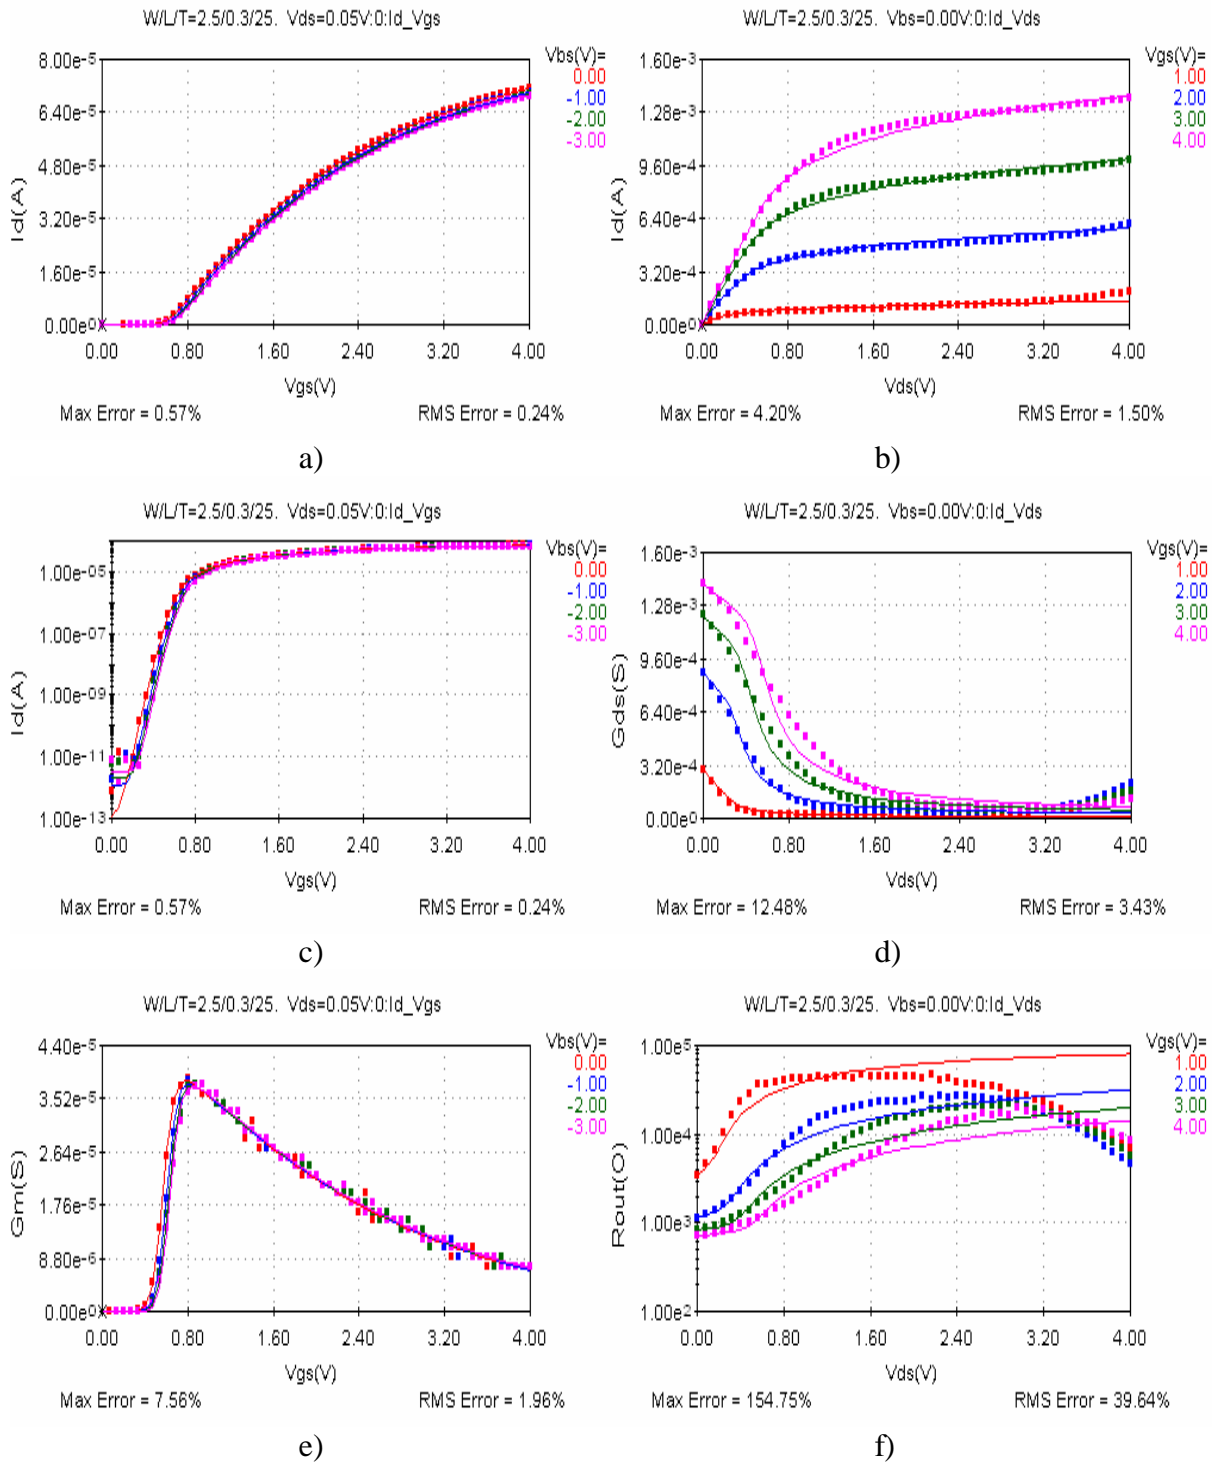 W/L/T=2.5/0.3/25. Vds=0.05V:0:Id_Vgs
Vbs(V)=
0.00
-1.00
-2.00
-3.00
8.00e-5
6.40e-5
4.80e-5
3.20e-5
1.60e-5
0.00e0
Id(A)
0.00 0.80 1.60 2.40 3.20 4.00
Vgs(V)
Max Error = 0.57% RMS Error = 0.24%
a)
W/L/T=2.5/0.3/25. Vbs=0.00V:0:Id_Vds
Vgs(V)=
1.00
2.00
3.00
4.00
1.60e-3
1.28e-3
9.60e-4
6.40e-4
3.20e-4
0.00e0
Id(A)
0.00 0.80 1.60 2.40 3.20 4.00
Vds(V)
Max Error = 4.20% RMS Error = 1.50%
b)
W/L/T=2.5/0.3/25. Vds=0.05V:0:Id_Vgs
Vbs(V)=
0.00
-1.00
-2.00
-3.00
1.00e-05
1.00e-07
1.00e-09
1.00e-11
1.00e-13
Id(A)
0.00 0.80 1.60 2.40 3.20 4.00
Vgs(V)
Max Error = 0.57% RMS Error = 0.24%
c)
W/L/T=2.5/0.3/25. Vbs=0.00V:0:Id_Vds
Vgs(V)=
1.00
2.00
3.00
4.00
1.60e-3
1.28e-3
9.60e-4
6.40e-4
3.20e-4
0.00e0
Gds(S)
0.00 0.80 1.60 2.40 3.20 4.00
Vds(V)
Max Error = 12.48% RMS Error = 3.43%
d)
W/L/T=2.5/0.3/25. Vds=0.05V:0:Id_Vgs
Vbs(V)=
0.00
-1.00
-2.00
-3.00
4.40e-5
3.52e-5
2.64e-5
1.76e-5
8.80e-6
0.00e0
Gm(S)
0.00 0.80 1.60 2.40 3.20 4.00
Vgs(V)
Max Error = 7.56% RMS Error = 1.96%
e)
W/L/T=2.5/0.3/25. Vbs=0.00V:0:Id_Vds
Vgs(V)=
1.00
2.00
3.00
4.00
1.00e5
1.00e4
1.00e3
1.00e2
Rout(O)
0.00 0.80 1.60 2.40 3.20 4.00
Vds(V)
Max Error = 154.75% RMS Error = 39.64%
f)